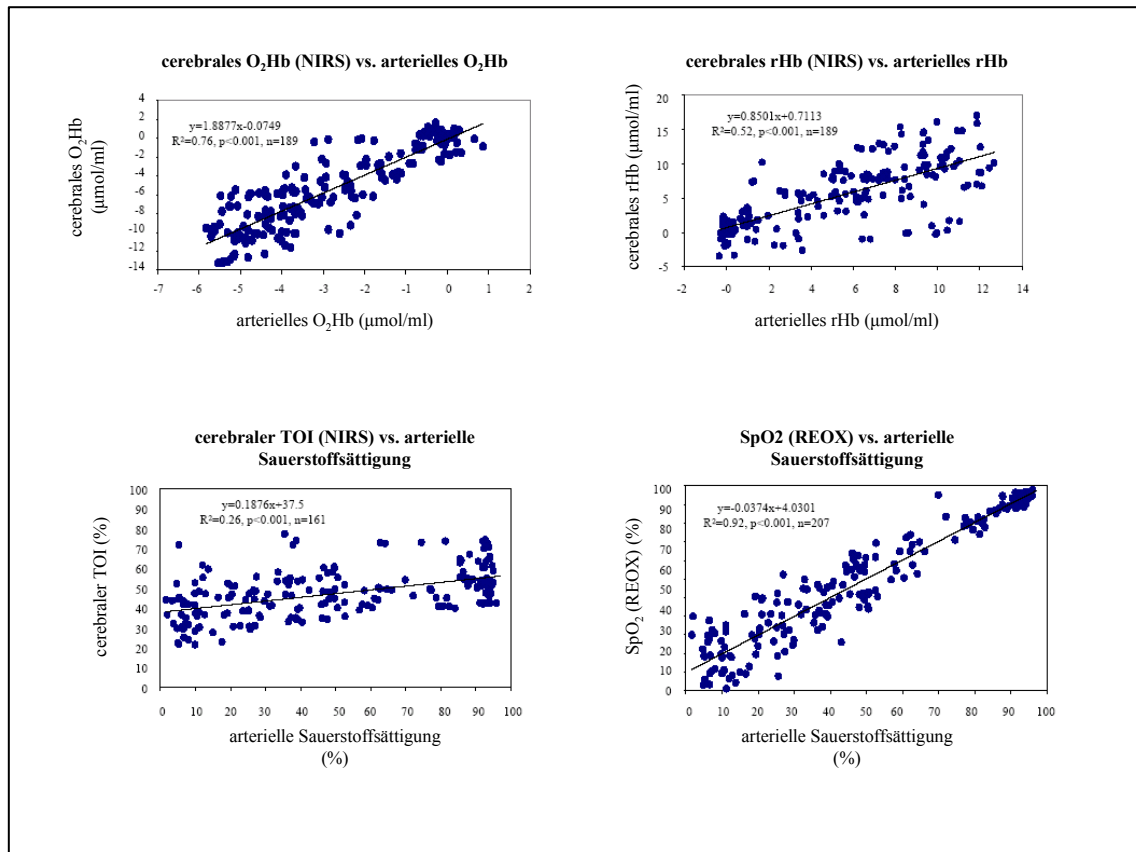 cerebrales O₂Hb (NIRS) vs. arterielles O₂Hb
4
2
0
-2
-4
-6
-8
-10
-12
-14
y=1.8877x-0.0749
R²=0.76, p<0.001, n=189
cerebrales O₂Hb
(μmol/ml)
-7 -6 -5 -4 -3 -2 -1 0 1 2
arterielles O₂Hb (μmol/ml)
cerebrales rHb (NIRS) vs. arterielles rHb
20
15
10
5
0
-5
y=0.8501x+0.7113
R²=0.52, p<0.001, n=189
cerebrales rHb (μmol/ml)
-2 -0 2 4 6 8 10 12 14
arterielles rHb (μmol/ml)
cerebraler TOI (NIRS) vs. arterielle
Sauerstoffsättigung
100
90
80
70
60
50
40
30
20
10
0
y=0.1876x+37.5
R²=0.26, p<0.001, n=161
cerebraler TOI (%)
0 10 20 30 40 50 60 70 80 90 100
arterielle Sauerstoffsättigung
(%)
SpO2 (REOX) vs. arterielle
Sauerstoffsättigung
100
90
80
70
60
50
40
30
20
10
0
y=-0.0374x+4.0301
R²=0.92, p<0.001, n=207
SpO₂ (REOX) (%)
0 10 20 30 40 50 60 70 80 90 100
arterielle Sauerstoffsättigung
(%)